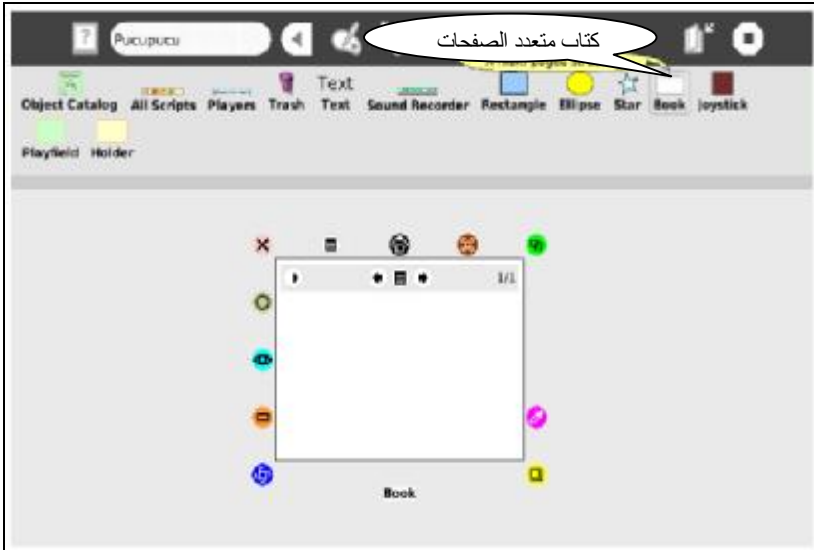 ?
Pucupucu
كتاب متعدد الصفحات
Text
Object Catalog All Scripts Players Trash Text Sound Recorder Rectangle Ellipse Star Book Joystick
Playfield Holder
1/1
Book